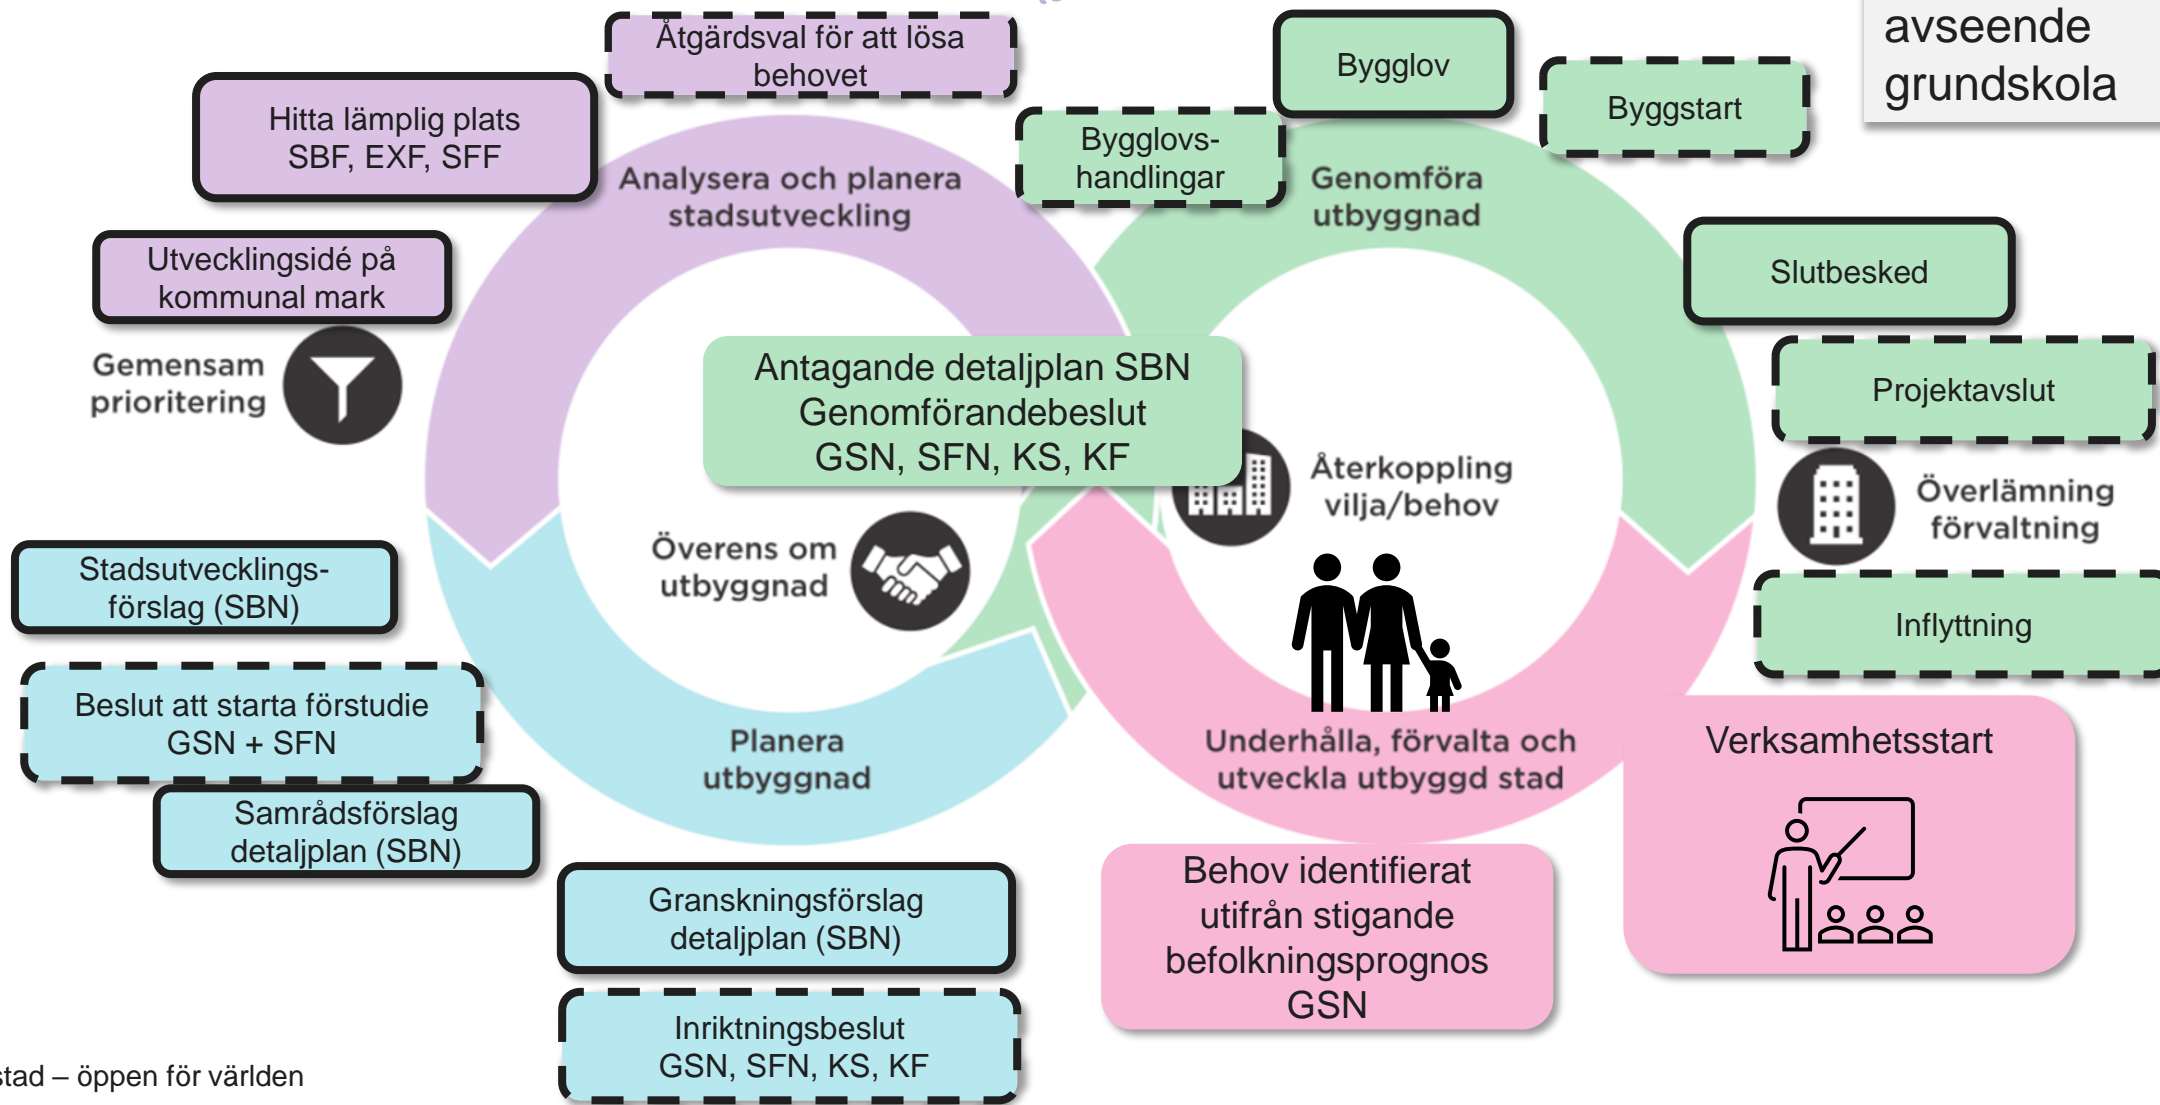 avseende
grundskola
Åtgärdsval för att lösa
behovet
Bygglov
Byggstart
Hitta lämplig plats
SBF, EXF, SFF
Bygglovs-
handlingar
Analysera och planera
stadsutveckling
Genomföra
utbyggnad
Utvecklingsidé på
kommunal mark
Slutbesked
Gemensam
prioritering
Antagande detaljplan SBN
Genomförandebeslut
GSN, SFN, KS, KF
Projektavslut
Återkoppling
vilja/behov
Överlämning
förvaltning
Överens om
utbyggnad
Stadsutvecklings-
förslag (SBN)
Inflyttning
Beslut att starta förstudie
GSN + SFN
Planera
utbyggnad
Underhålla, förvalta och
utveckla utbyggd stad
Verksamhetsstart
Samrådsförslag
detaljplan (SBN)
Granskningsförslag
detaljplan (SBN)
Behov identifierat
utifrån stigande
befolkningsprognos
GSN
Inriktningsbeslut
GSN, SFN, KS, KF
stad – öppen för världen